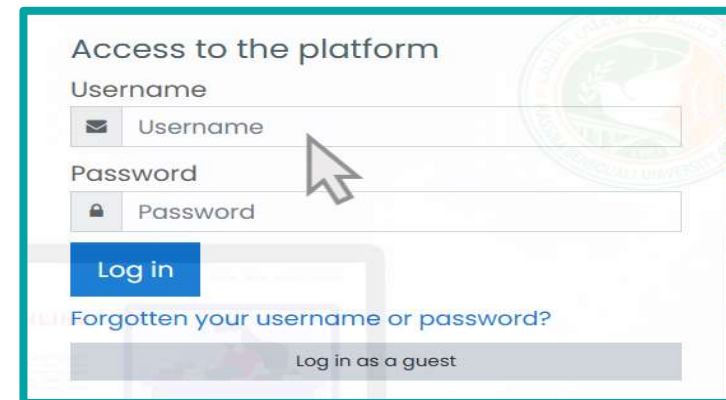 Access to the platform
Username
Username
Password
Password
Log in
Forgotten your username or password?
Log in as a guest